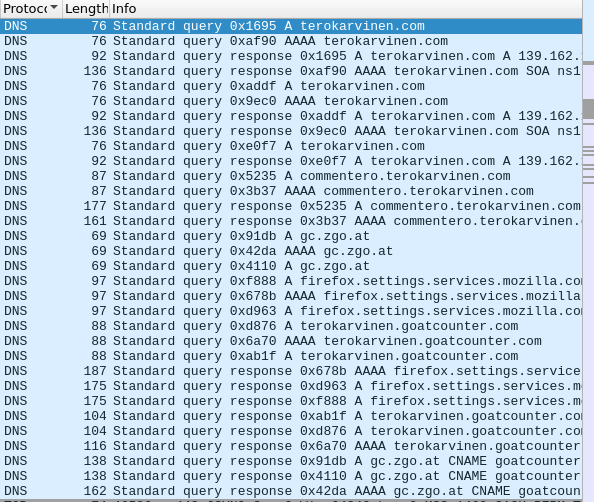 Protoc Length Info
DNS 76 Standard query 0x1695 A terokarvinen.com
DNS 76 Standard query 0xaf90 AAAA terokarvinen.com
DNS 92 Standard query response 0x1695 A terokarvinen.com A 139.162.
DNS 136 Standard query response 0xaf90 AAAA terokarvinen.com SOA ns1
DNS 76 Standard query 0xaddf A terokarvinen.com
DNS 76 Standard query 0x9ec0 AAAA terokarvinen.com
DNS 92 Standard query response 0xaddf A terokarvinen.com A 139.162.
DNS 136 Standard query response 0x9ec0 AAAA terokarvinen.com SOA ns1
DNS 76 Standard query 0xe0f7 A terokarvinen.com
DNS 92 Standard query response 0xe0f7 A terokarvinen.com A 139.162.
DNS 87 Standard query 0x5235 A commentero.terokarvinen.com
DNS 87 Standard query 0x3b37 AAAA commentero.terokarvinen.com
DNS 177 Standard query response 0x5235 A commentero.terokarvinen.com
DNS 161 Standard query response 0x3b37 AAAA commentero.terokarvinen.
DNS 69 Standard query 0x91db A gc.zgo.at
DNS 69 Standard query 0x42da AAAA gc.zgo.at
DNS 69 Standard query 0x4110 A gc.zgo.at
DNS 97 Standard query 0xf888 A firefox.settings.services.mozilla.co
DNS 97 Standard query 0x678b AAAA firefox.settings.services.mozilla
DNS 97 Standard query 0xd963 A firefox.settings.services.mozilla.co
DNS 88 Standard query 0xd876 A terokarvinen.goatcounter.com
DNS 88 Standard query 0x6a70 AAAA terokarvinen.goatcounter.com
DNS 88 Standard query 0xab1f A terokarvinen.goatcounter.com
DNS 187 Standard query response 0x678b AAAA firefox.settings.service
DNS 175 Standard query response 0xd963 A firefox.settings.services.m
DNS 175 Standard query response 0xf888 A firefox.settings.services.m
DNS 104 Standard query response 0xab1f A terokarvinen.goatcounter.co
DNS 104 Standard query response 0xd876 A terokarvinen.goatcounter.co
DNS 116 Standard query response 0x6a70 AAAA terokarvinen.goatcounter
DNS 138 Standard query response 0x91db A gc.zgo.at CNAME goatcounter
DNS 138 Standard query response 0x4110 A gc.zgo.at CNAME goatcounter
DNS 162 Standard query response 0x42da AAAA gc.zgo.at CNAME goatcoun